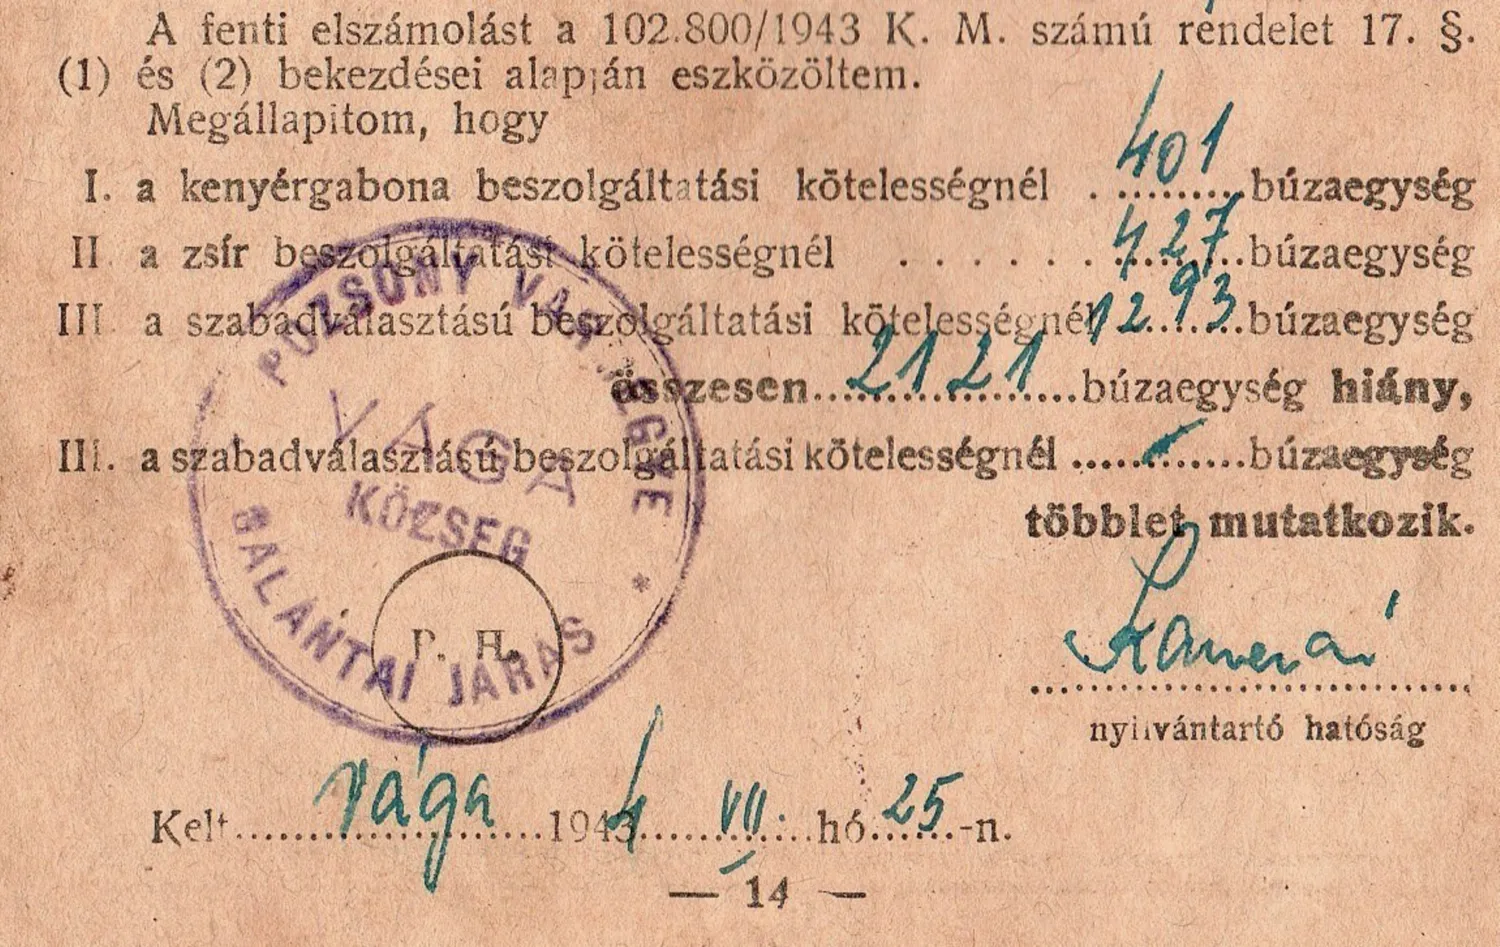 A fenti elszámolást a 102.800/1943 K. M. számú rendelet 17. §.
(1) és (2) bekezdései alapján eszközöltem.
Megállapitom, hogy
I. a kenyérgabona beszolgáltatási kötelességnél . 401 búzaegység
II a zsír beszolgáltatási kötelességnél . . . . . . 427 búzaegység
III. a szabadválasztású beszolgáltatási kötelességnél 1293 búzaegység
összesen 2121 búzaegység hiány,
III. a szabadválasztású beszolgáltatási kötelességnél ..... - ..... búzaegység
többlet mutatkozik.
POZSONY VÁRMEGYE
VÁGA
KÖZSEG
GALÁNTAI JÁRÁS *
P. H.
nyilvántartó hatóság
Kelt Vága 1944 VII. hó 25-n.
— 14 —